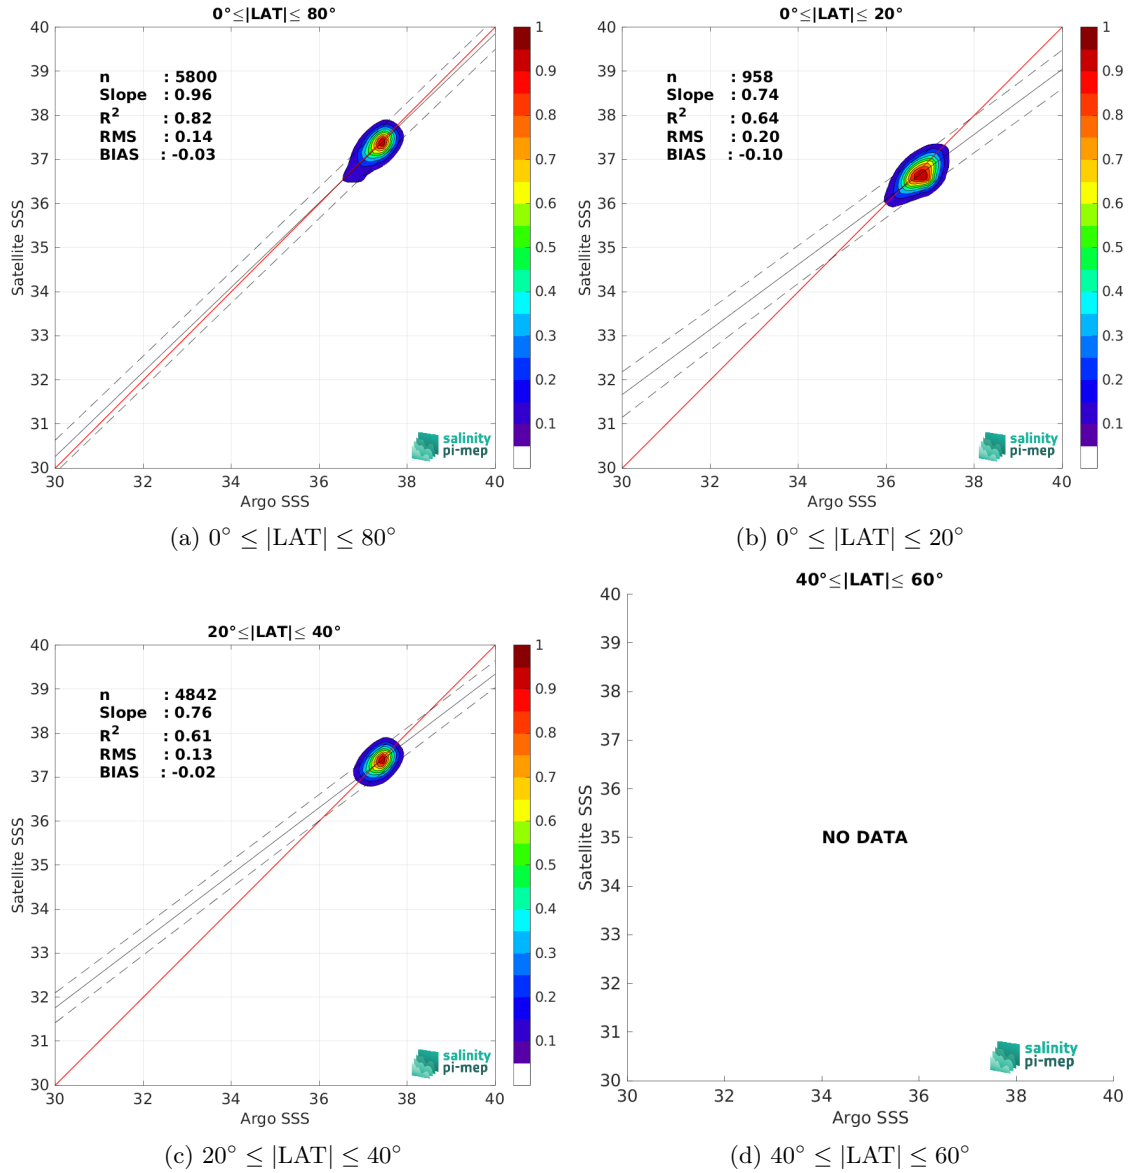 0°≤|LAT|≤ 80°
40
39
38
37
36
35
34
33
32
31
30
Satellite SSS
n : 5800
Slope : 0.96
R² : 0.82
RMS : 0.14
BIAS : -0.03
salinity
pi-mep
30 32 34 36 38 40
Argo SSS
1
0.9
0.8
0.7
0.6
0.5
0.4
0.3
0.2
0.1
(a) 0° ≤ |LAT| ≤ 80°
0°≤|LAT|≤ 20°
40
39
38
37
36
35
34
33
32
31
30
Satellite SSS
n : 958
Slope : 0.74
R² : 0.64
RMS : 0.20
BIAS : -0.10
salinity
pi-mep
30 32 34 36 38 40
Argo SSS
1
0.9
0.8
0.7
0.6
0.5
0.4
0.3
0.2
0.1
(b) 0° ≤ |LAT| ≤ 20°
20°≤|LAT|≤ 40°
40
39
38
37
36
35
34
33
32
31
30
Satellite SSS
n : 4842
Slope : 0.76
R² : 0.61
RMS : 0.13
BIAS : -0.02
salinity
pi-mep
30 32 34 36 38 40
Argo SSS
1
0.9
0.8
0.7
0.6
0.5
0.4
0.3
0.2
0.1
(c) 20° ≤ |LAT| ≤ 40°
40°≤|LAT|≤ 60°
40
39
38
37
36
35
34
33
32
31
30
Satellite SSS
NO DATA
salinity
pi-mep
30 32 34 36 38 40
Argo SSS
(d) 40° ≤ |LAT| ≤ 60°